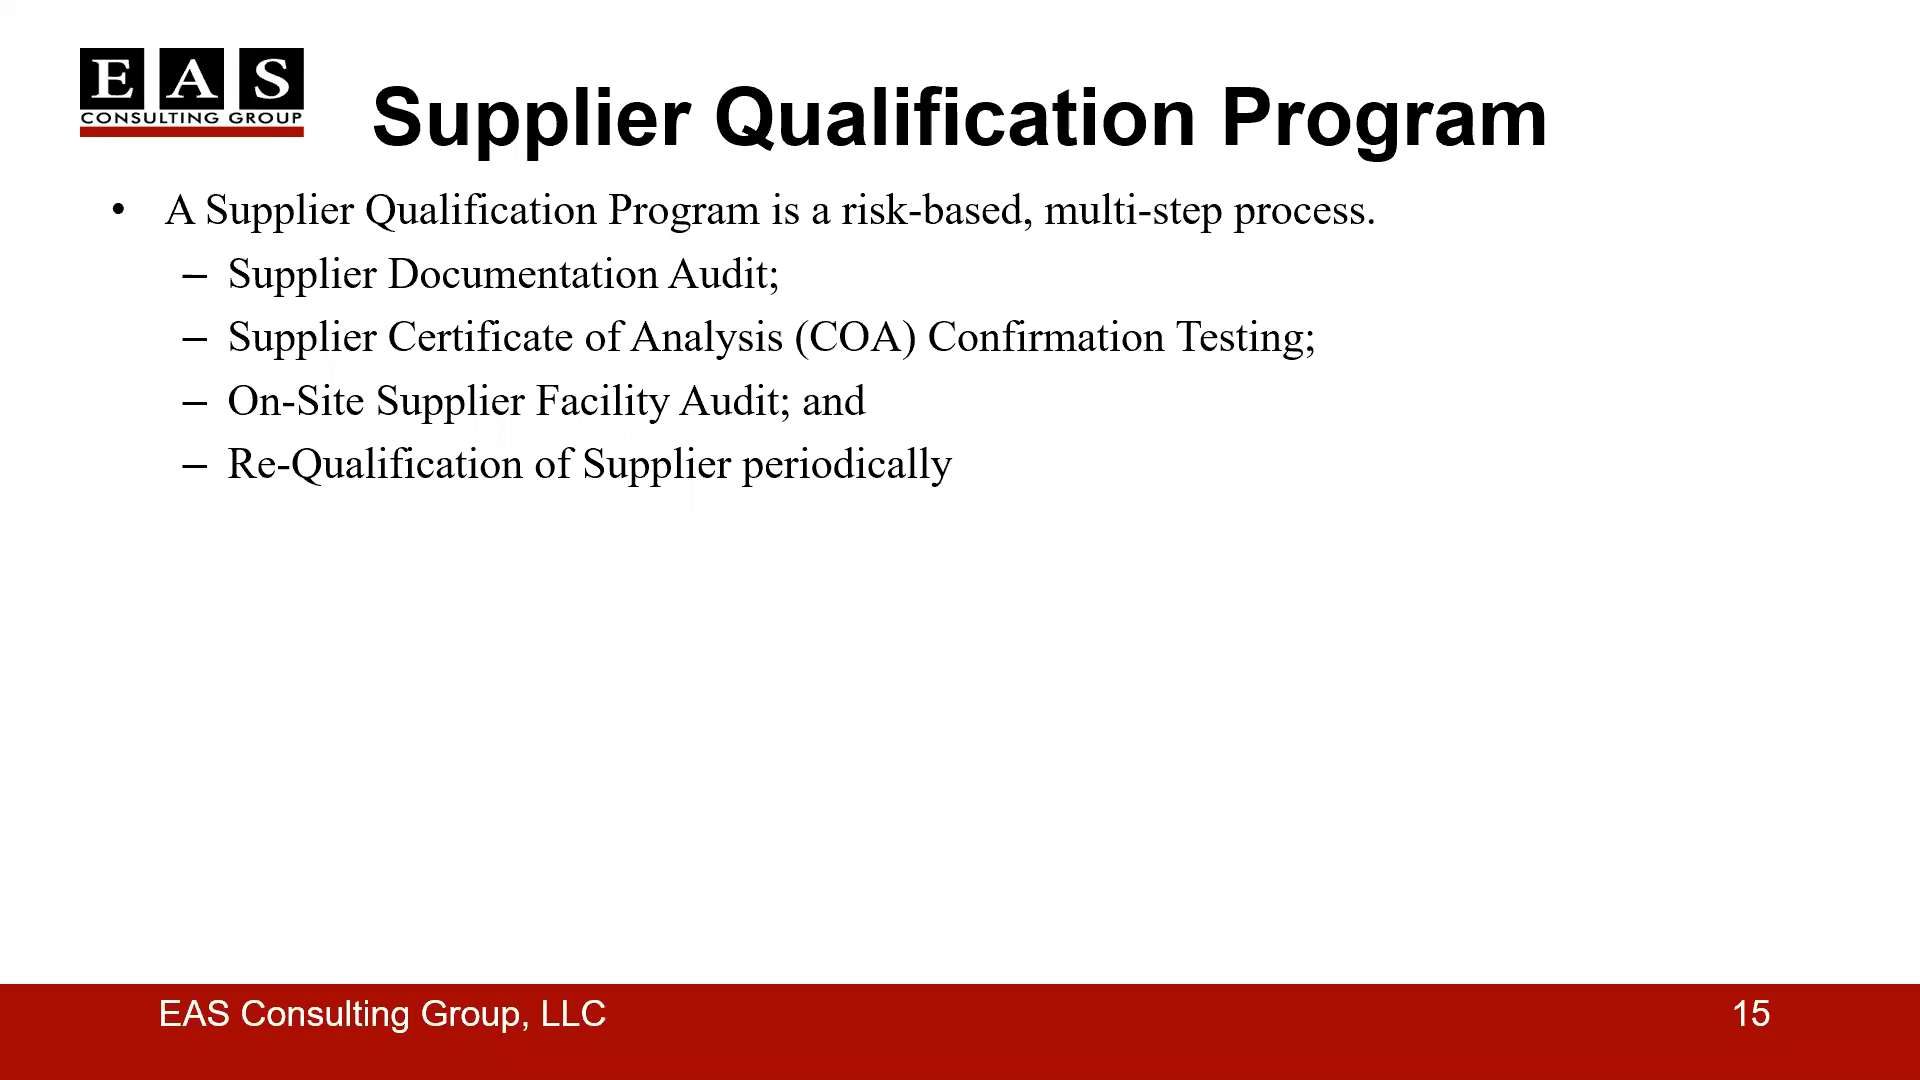 E A S
CONSULTING GROUP
Supplier Qualification Program
• A Supplier Qualification Program is a risk-based, multi-step process.
– Supplier Documentation Audit;
– Supplier Certificate of Analysis (COA) Confirmation Testing;
– On-Site Supplier Facility Audit; and
– Re-Qualification of Supplier periodically
EAS Consulting Group, LLC
15